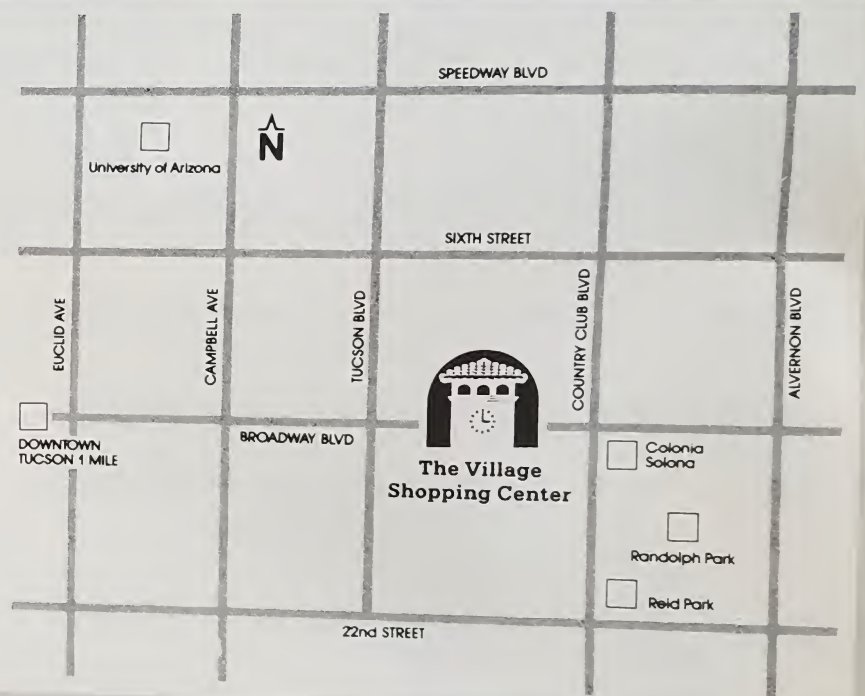 SPEEDWAY BLVD
N
University of Arizona
SIXTH STREET
EUCLID AVE
CAMPBELL AVE
TUCSON BLVD
COUNTRY CLUB BLVD
ALVERNON BLVD
DOWNTOWN
TUCSON 1 MILE
BROADWAY BLVD
The Village
Shopping Center
Colonia
Solona
Randolph Park
Reid Park
22nd STREET